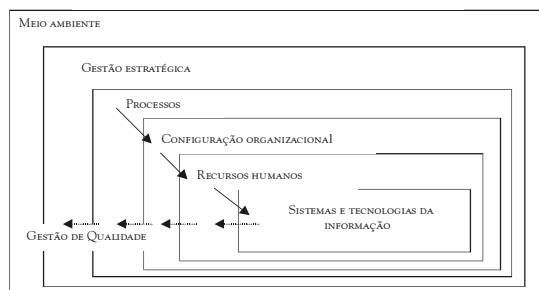 MEIO AMBIENTE
GESTÃO ESTRATÉGICA
PROCESSOS
CONFIGURAÇÃO ORGANIZACIONAl
RECURSOS HUMANOS
SISTEMAS E TECNOLOGIAS DA
INFORMAÇÃO
GESTÃO DE QUALIDADE